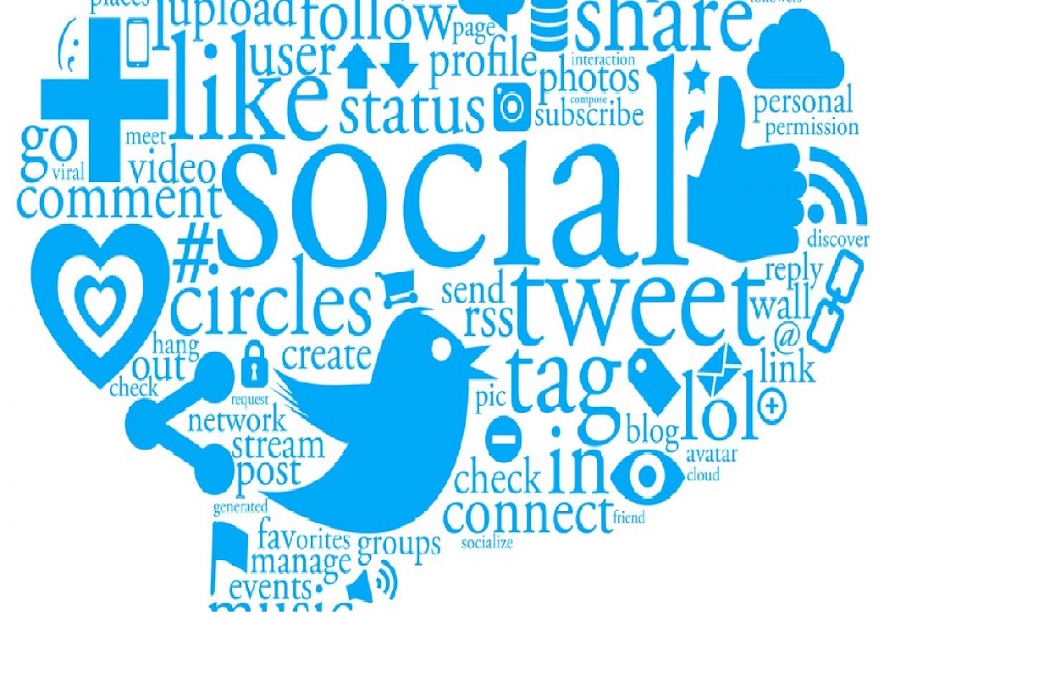 places
followers
upload
follow
page
share
(;
user
profile
interaction
photos
like
status
compose
subscribe
personal
permission
go
meet
viral
video
social
comment
discover
#
circles
send
tweet
reply
rss
wall
@
hang
out
create
link
check
tag
pic
request
lol
network
blog
stream
avatar
post
check
in
cloud
generated
connect
friend
favorites
groups
socialize
manage
events
music